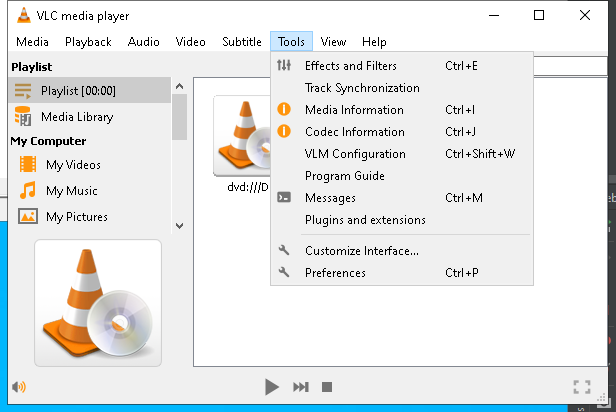 VLC media player
Media Playback Audio Video Subtitle Tools View Help
Playlist
Playlist [00:00]
Media Library
My Computer
My Videos
My Music
My Pictures
dvd:///D
Effects and Filters Ctrl+E
Track Synchronization
Media Information Ctrl+I
Codec Information Ctrl+J
VLM Configuration Ctrl+Shift+W
Program Guide
Messages Ctrl+M
Plugins and extensions
Customize Interface...
Preferences Ctrl+P